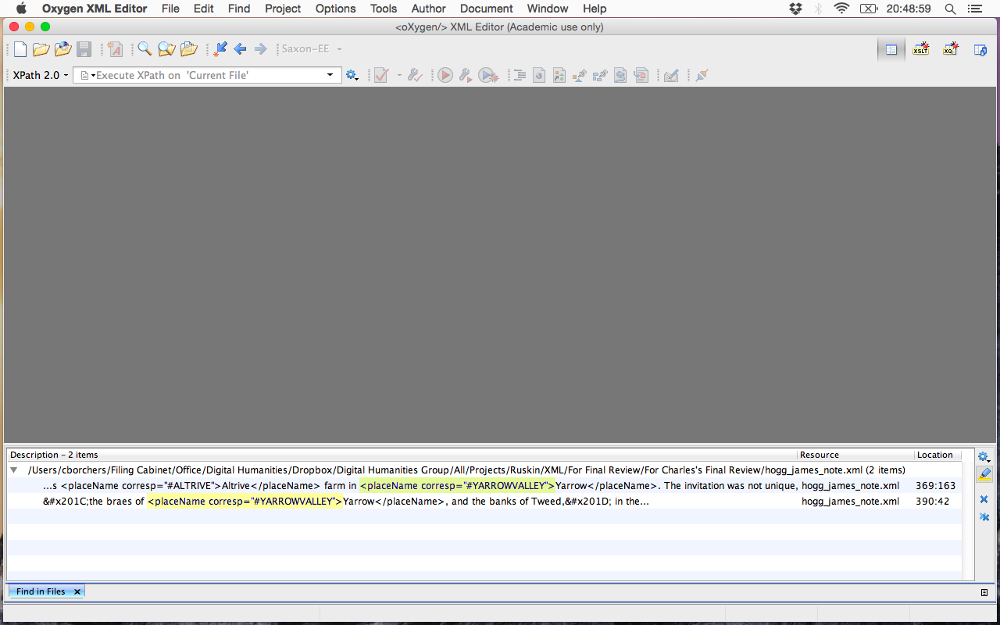 Oxygen XML Editor File Edit Find Project Options Tools Author Document Window Help 20:48:59
<oXygen/> XML Editor (Academic use only)
Saxon-EE XSLT XQ
XPath 2.0 Execute XPath on 'Current File'
Description – 2 items Resource Location
/Users/cborchers/Filing Cabinet/Office/Digital Humanities/Dropbox/Digital Humanities Group/All/Projects/Ruskin/XML/For Final Review/For Charles's Final Review/hogg_james_note.xml (2 items)
...s <placeName corresp="#ALTRIVE">Altrive</placeName> farm in <placeName corresp="#YARROWVALLEY">Yarrow</placeName>. The invitation was not unique, hogg_james_note.xml 369:163
&#x201C;the braes of <placeName corresp="#YARROWVALLEY">Yarrow</placeName>, and the banks of Tweed,&#x201D; in the... hogg_james_note.xml 390:42
Find in Files